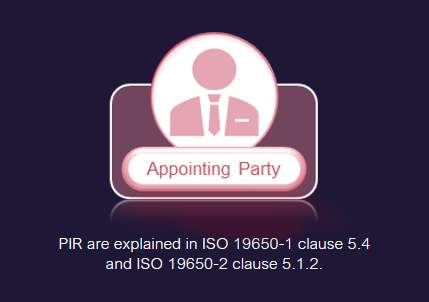 Appointing Party
PIR are explained in ISO 19650-1 clause 5.4
and ISO 19650-2 clause 5.1.2.